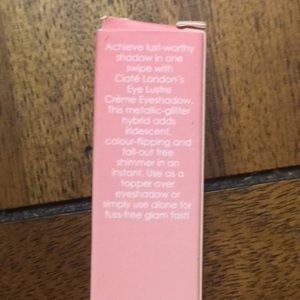 Achieve lust-worthy
shadow in one
swipe with
Ciaté London's
Eye Lustre
Crème Eyeshadow.
This metallic-glitter
hybrid adds
iridescent,
colour-flipping and
fall-out free
shimmer in an
instant. Use as a
topper over
eyeshadow or
simply use alone for
fuss-free glam fast!